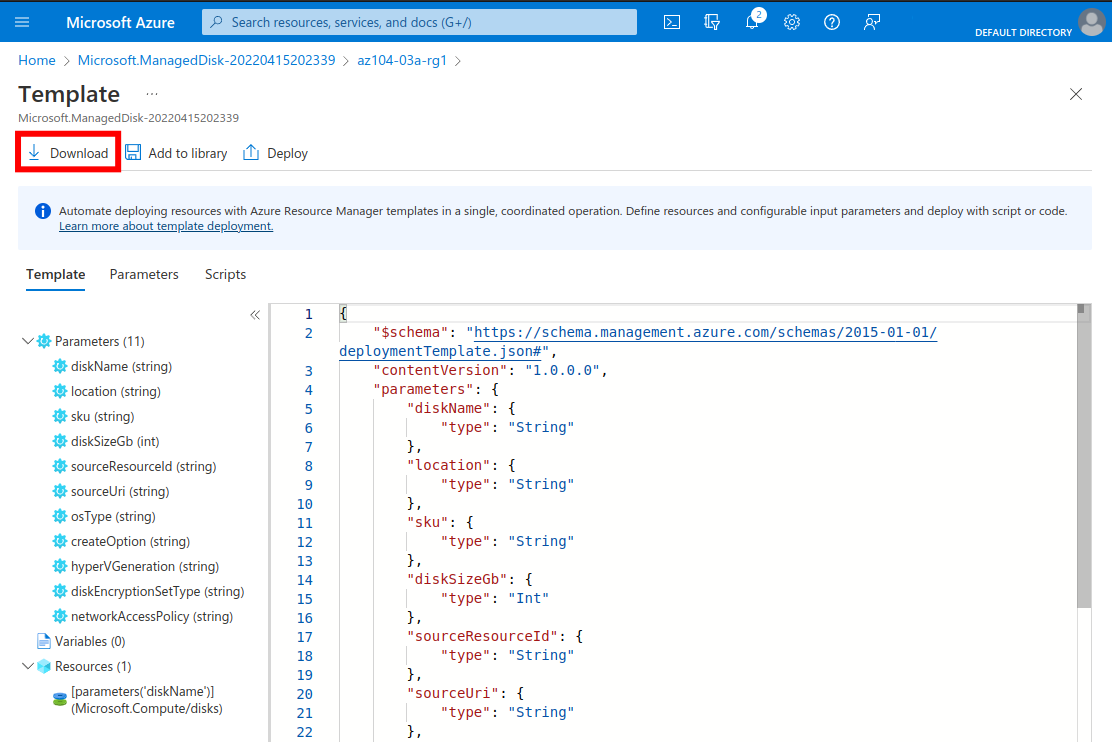 Microsoft Azure
Search resources, services, and docs (G+/)
2
DEFAULT DIRECTORY
Home > Microsoft.ManagedDisk-20220415202339 > az104-03a-rg1 >
Template ...
Microsoft.ManagedDisk-20220415202339
Download Add to library Deploy
Automate deploying resources with Azure Resource Manager templates in a single, coordinated operation. Define resources and configurable input parameters and deploy with script or code.
Learn more about template deployment.
Template Parameters Scripts
«
Parameters (11)
diskName (string)
location (string)
sku (string)
diskSizeGb (int)
sourceResourceId (string)
sourceUri (string)
osType (string)
createOption (string)
hyperVGeneration (string)
diskEncryptionSetType (string)
networkAccessPolicy (string)
Variables (0)
Resources (1)
[parameters('diskName')]
(Microsoft.Compute/disks)
1 {
2 "$schema": "https://schema.management.azure.com/schemas/2015-01-01/
deploymentTemplate.json#",
3 "contentVersion": "1.0.0.0",
4 "parameters": {
5 "diskName": {
6 "type": "String"
7 },
8 "location": {
9 "type": "String"
10 },
11 "sku": {
12 "type": "String"
13 },
14 "diskSizeGb": {
15 "type": "Int"
16 },
17 "sourceResourceId": {
18 "type": "String"
19 },
20 "sourceUri": {
21 "type": "String"
22 },